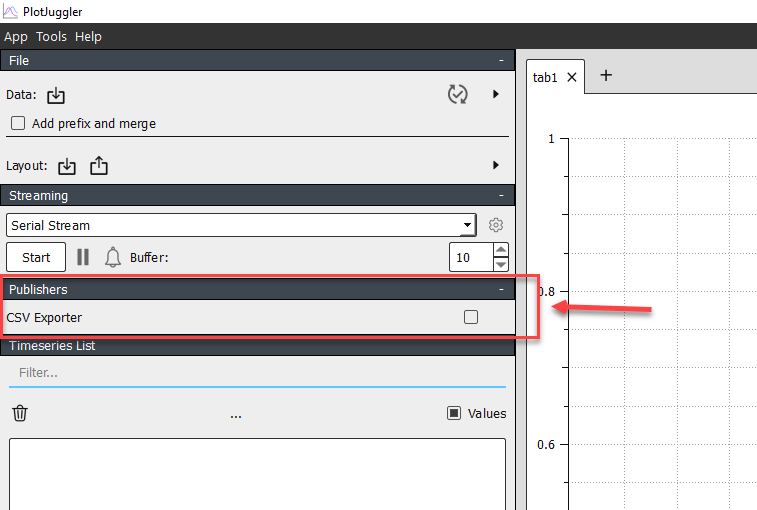 PlotJuggler
App Tools Help
File -
Data:
Add prefix and merge
Layout:
Streaming -
Serial Stream
Start Buffer: 10
Publishers -
CSV Exporter
Timeseries List
Filter...
... Values
tab1 +
1
0.8
0.6